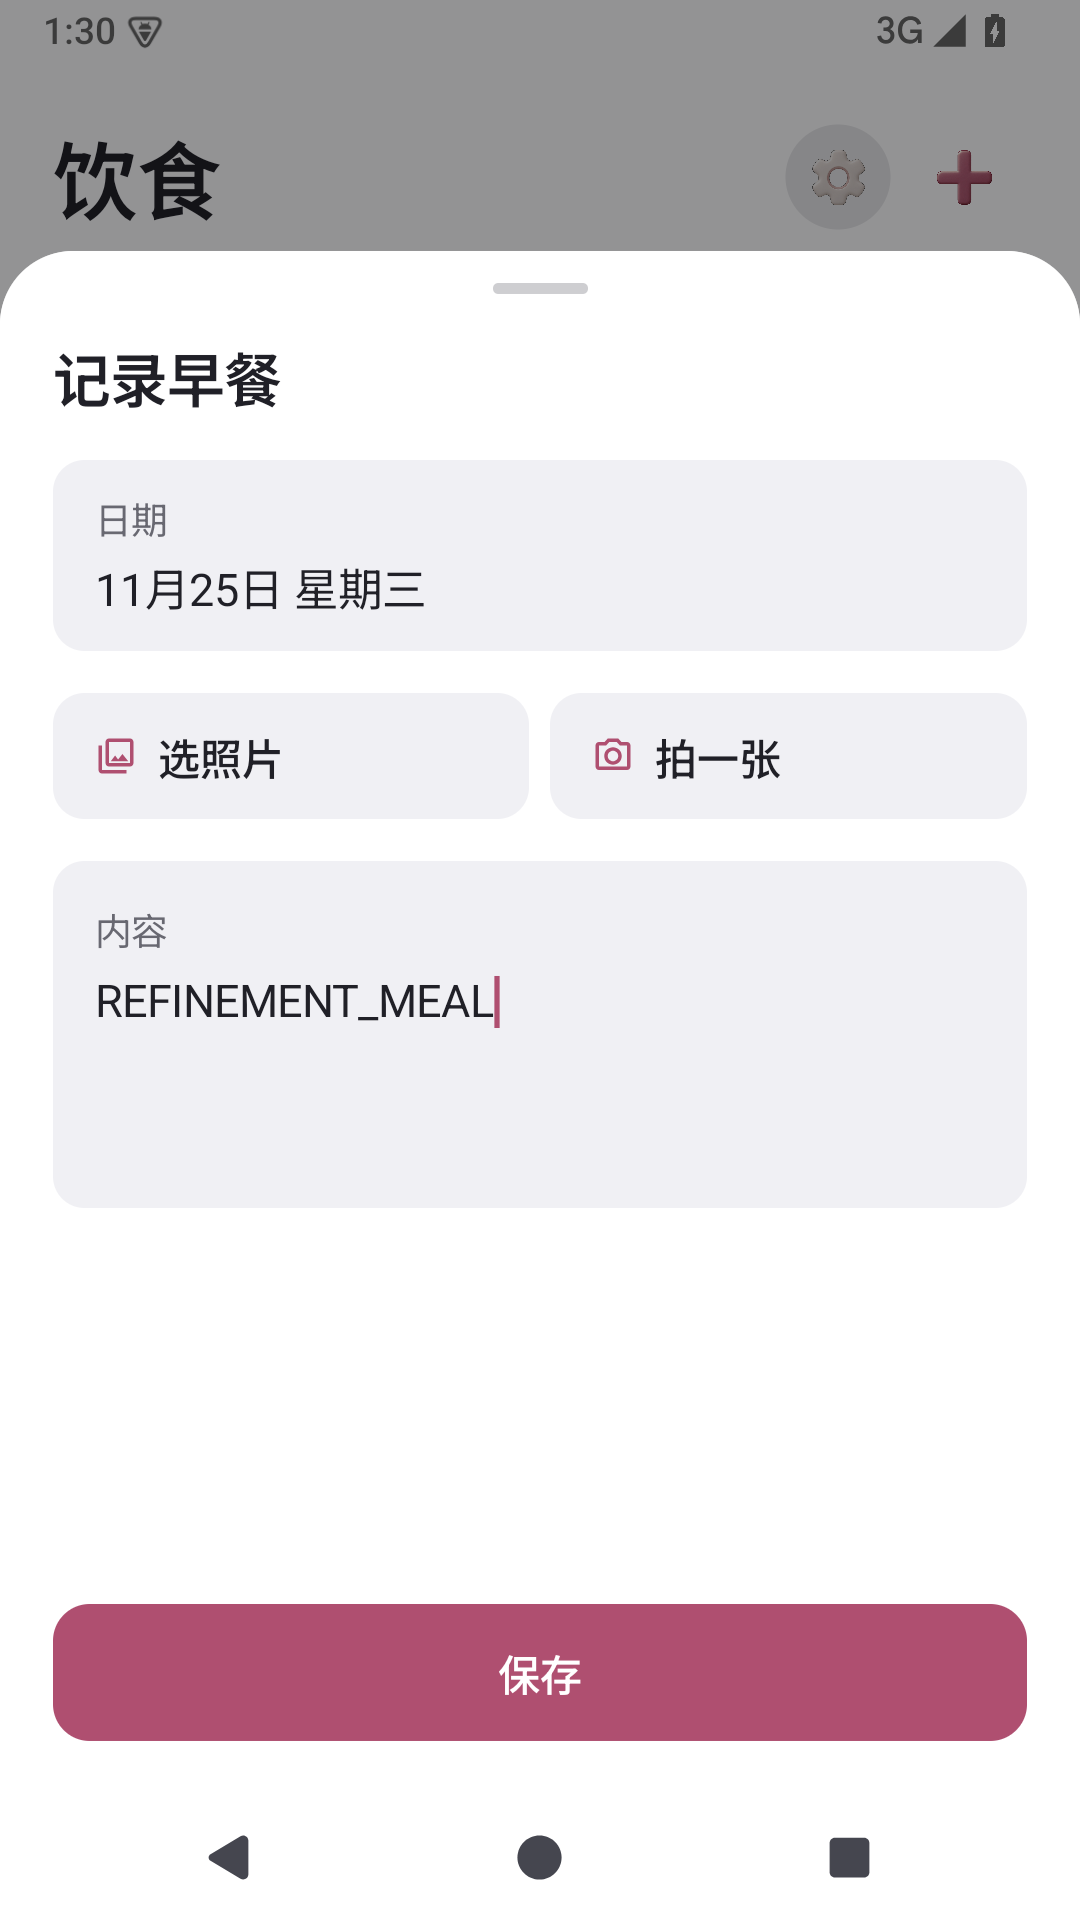 1:30
3G
饮食
记录早餐
日期
11月25日 星期三
选照片
拍一张
内容
REFINEMENT_MEAL
保存